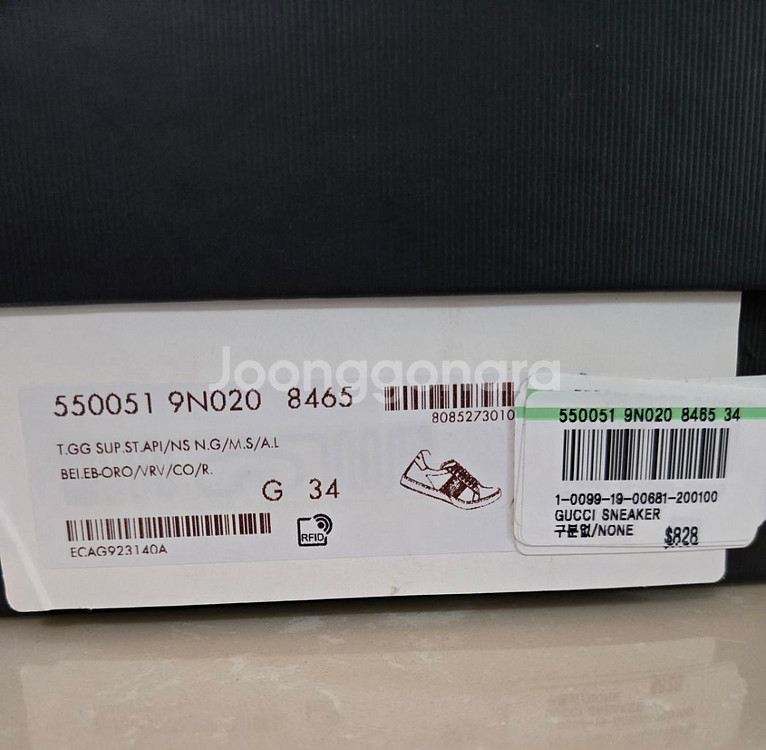 Joonggonara
550051 9N020 8465
8085273010
T.GG SUP.ST.API/NS N.G/M.S/A.L
BEI.EB-ORO/VRV/CO/R.
G 34
ECAG923140A
RFID
550051 9N020 8465 34
1-0099-19-00681-200100
GUCCI SNEAKER
구분없/NONE
$828